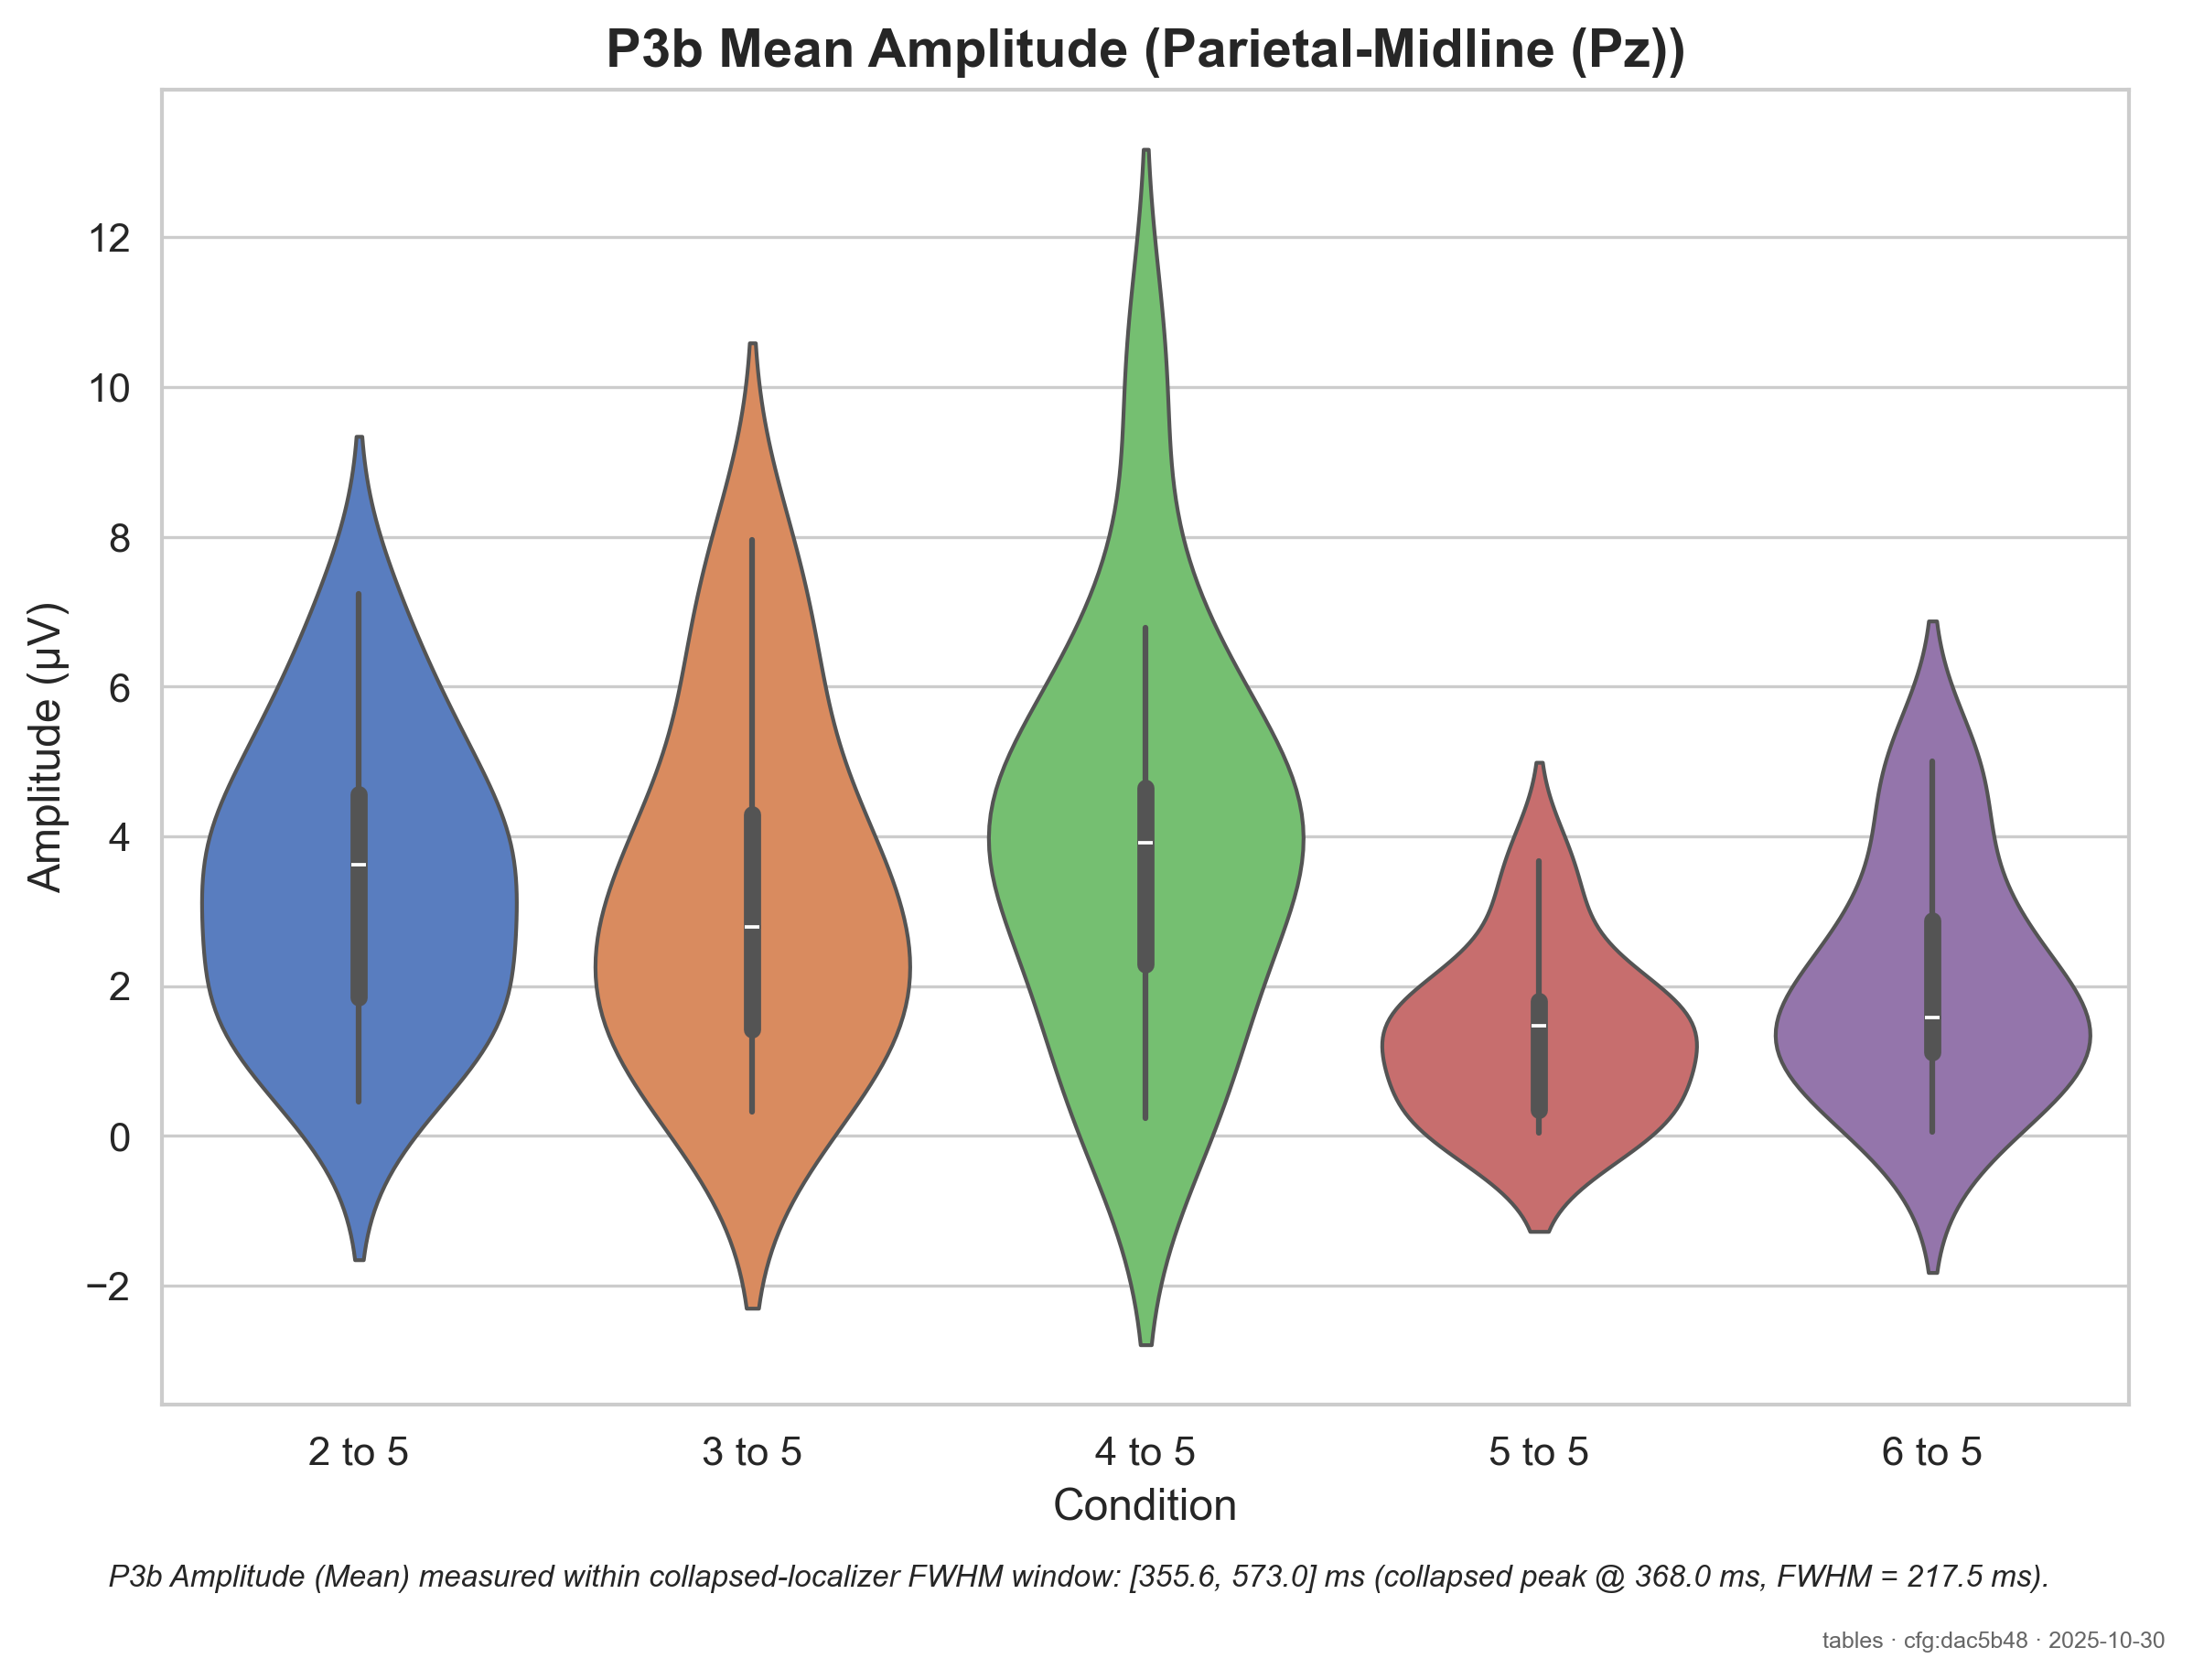 P3b Mean Amplitude (Parietal-Midline (Pz))
Amplitude (µV)
12
10
8
6
4
2
0
−2
2 to 5
3 to 5
4 to 5
5 to 5
6 to 5
Condition
P3b Amplitude (Mean) measured within collapsed-localizer FWHM window: [355.6, 573.0] ms (collapsed peak @ 368.0 ms, FWHM = 217.5 ms).
tables · cfg:dac5b48 · 2025-10-30